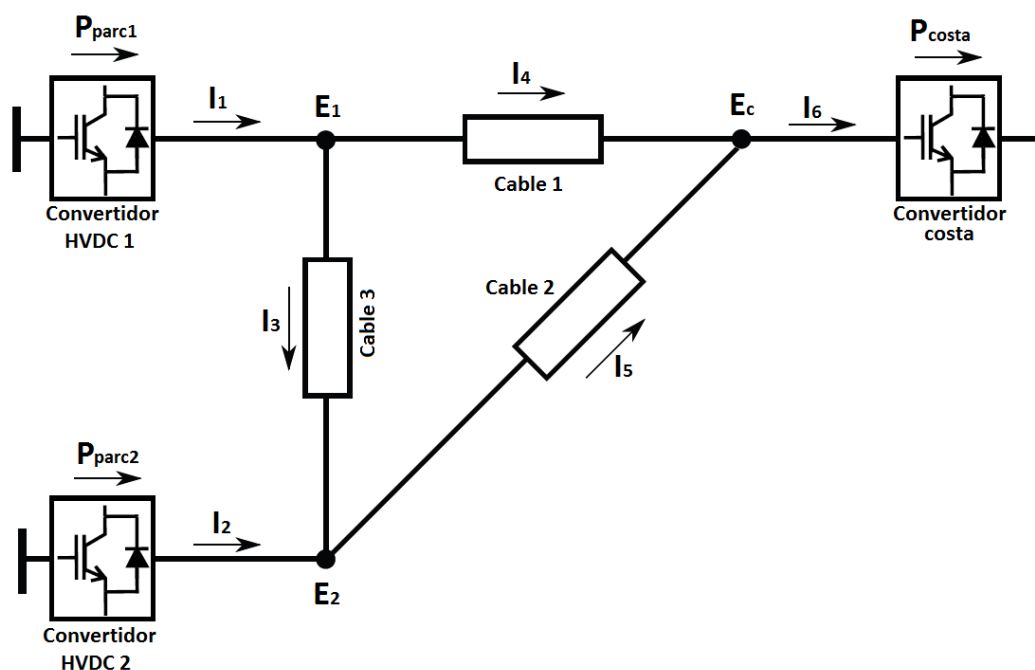 Pparc1
Pcosta
I1
E1
I4
Ec
I6
Cable 1
Convertidor
HVDC 1
Convertidor
costa
Cable 2
I3
Cable 3
I5
Pparc2
I2
E2
Convertidor
HVDC 2